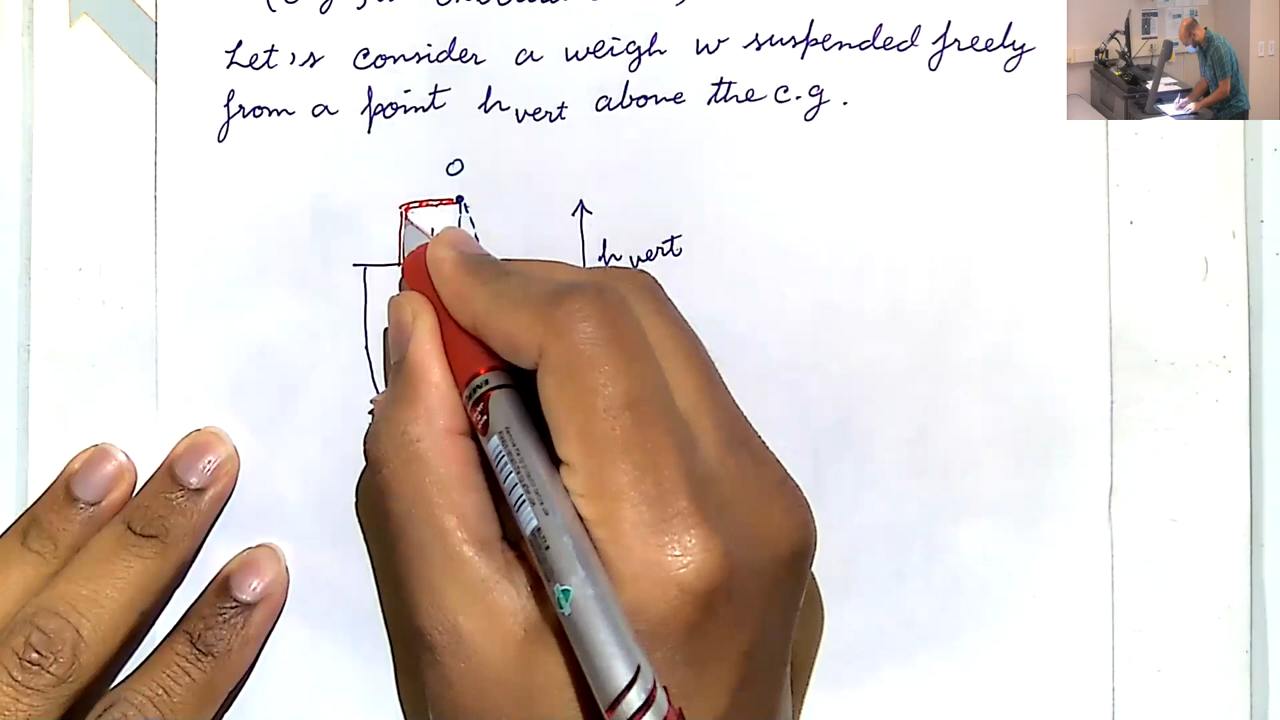 Let's consider a weigh w suspended freely
from a point h vert above the c.g.
O
h vert